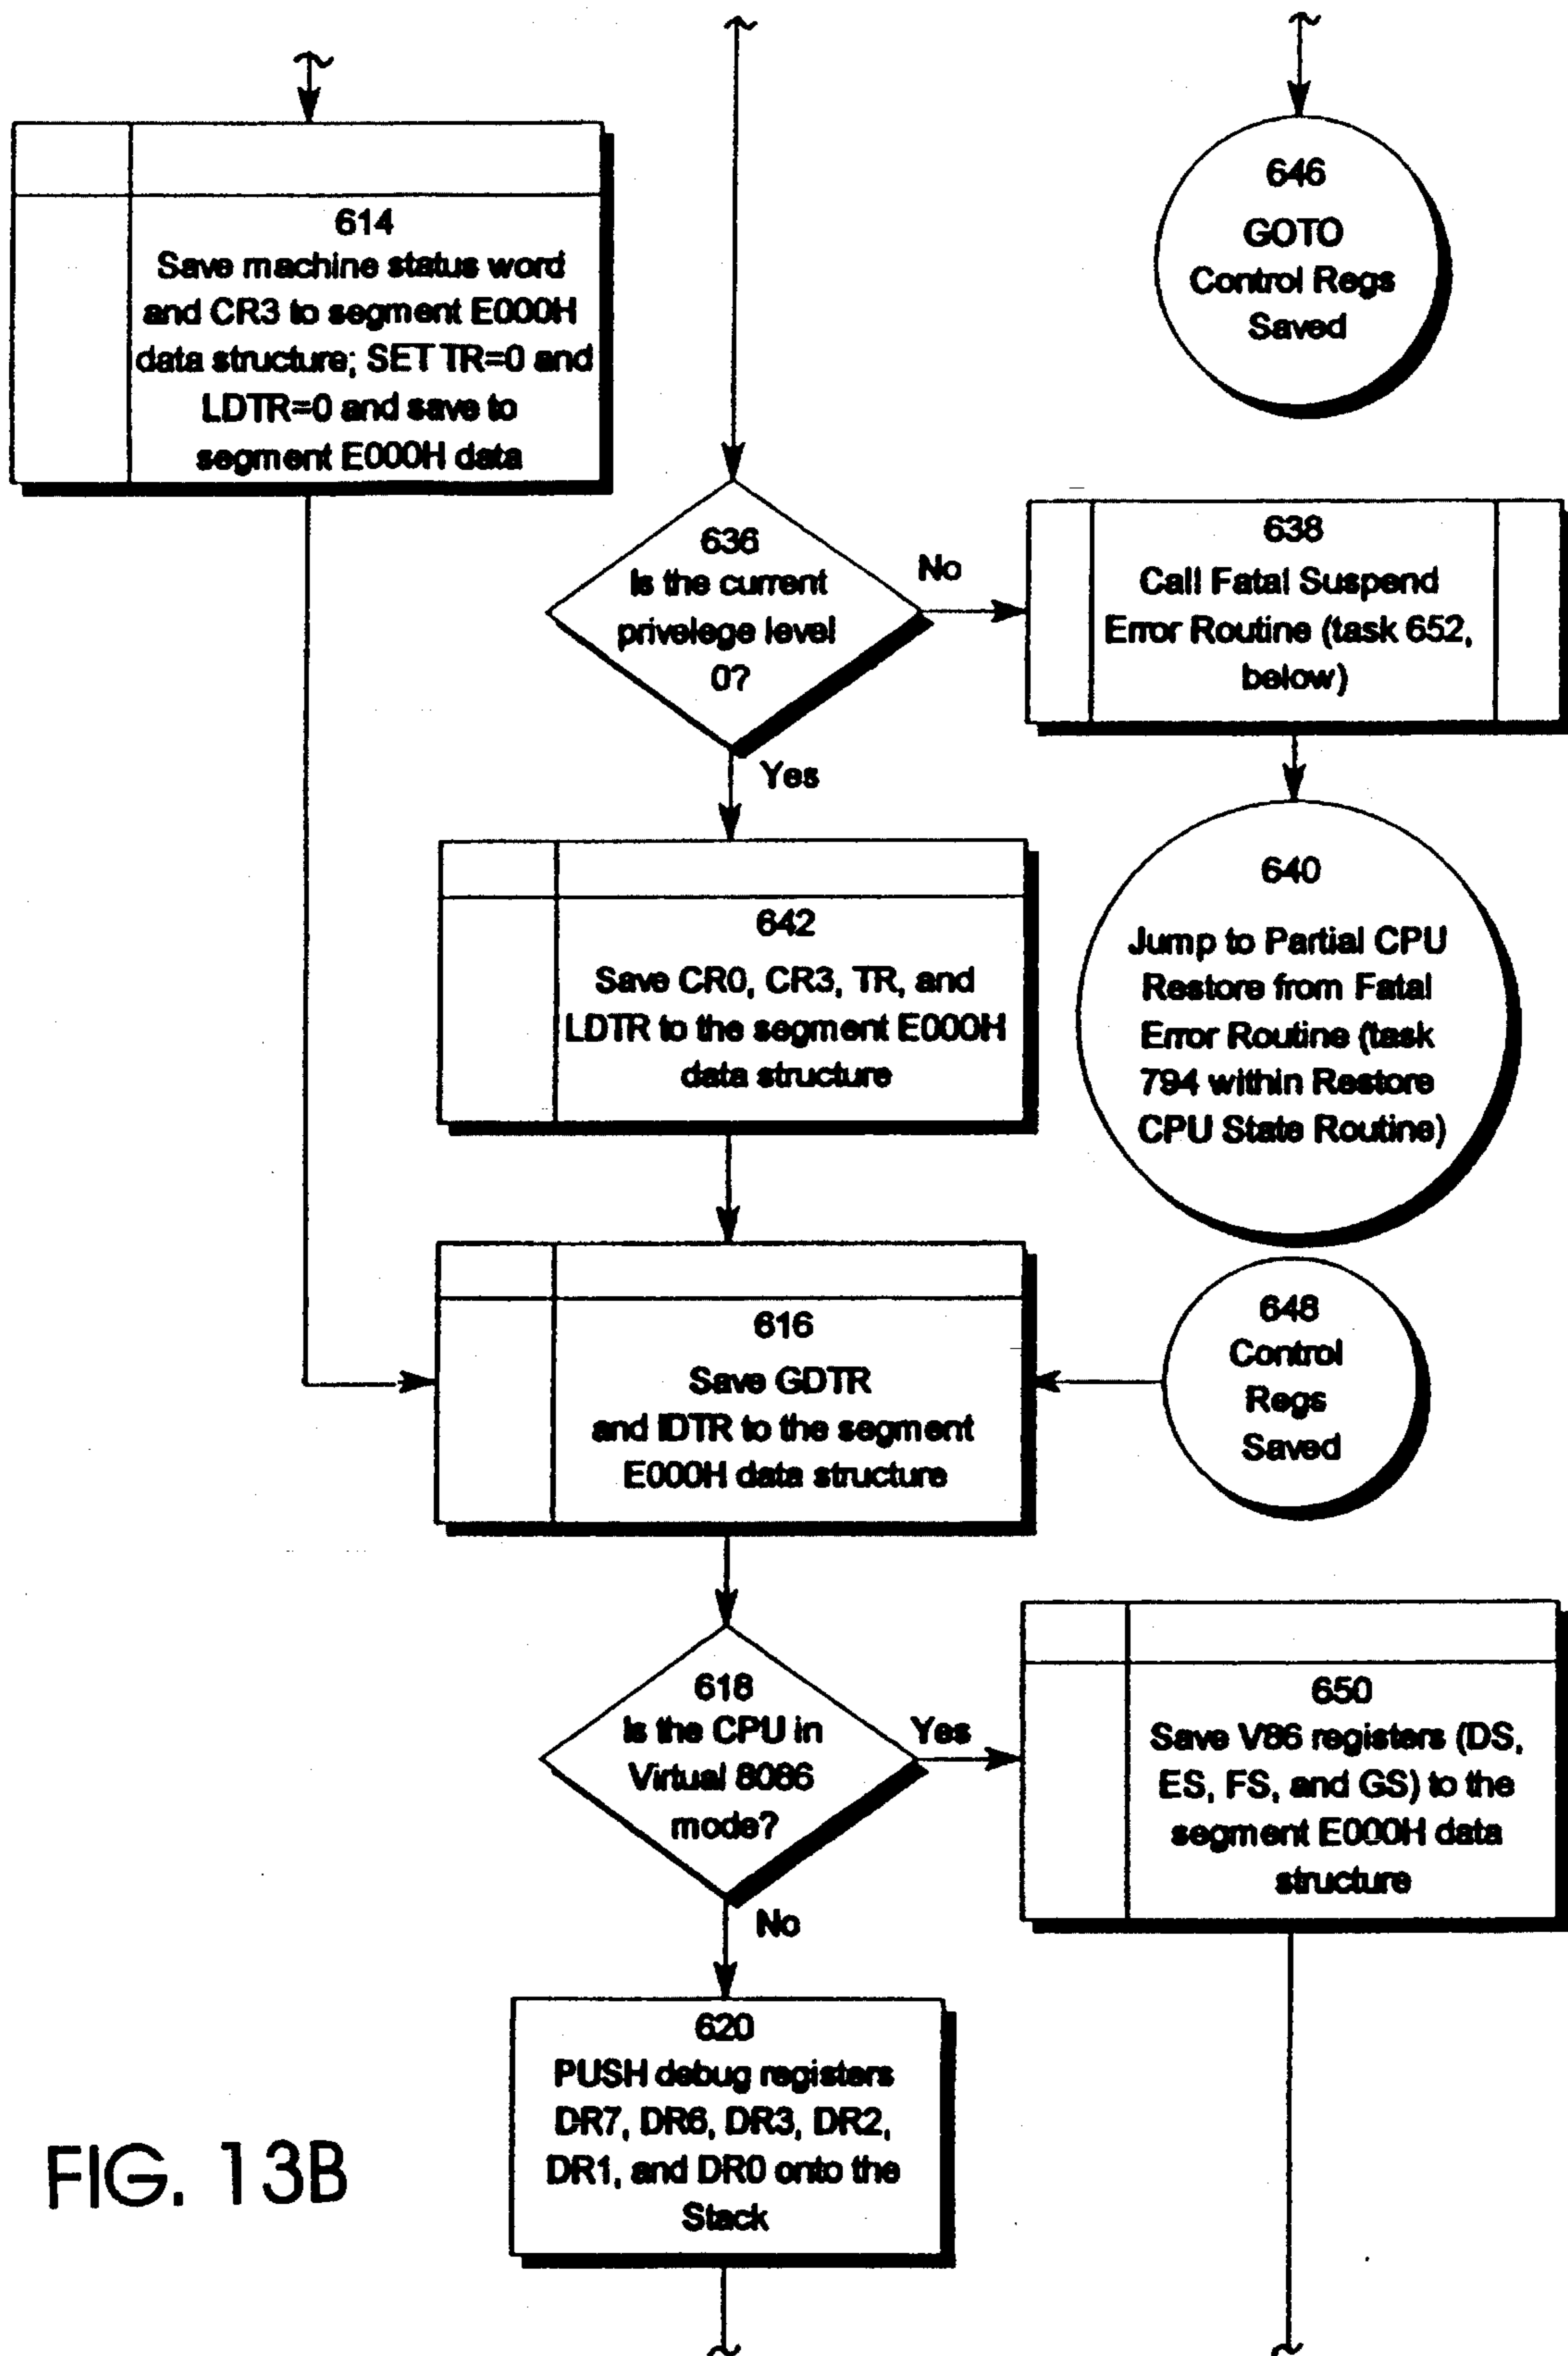 614
Save machine status word
and CR3 to segment E000H
data structure; SET TR=0 and
LDTR=0 and save to
segment E000H data
646
GOTO
Control Regs
Saved
636
Is the current
privelege level
0?
No
Yes
638
Call Fatal Suspend
Error Routine (task 652,
below)
640
Jump to Partial CPU
Restore from Fatal
Error Routine (task
794 within Restore
CPU State Routine)
642
Save CR0, CR3, TR, and
LDTR to the segment E000H
data structure
616
Save GDTR
and IDTR to the segment
E000H data structure
648
Control
Regs
Saved
618
Is the CPU in
Virtual 8086
mode?
Yes
No
650
Save V86 registers (DS,
ES, FS, and GS) to the
segment E000H data
structure
620
PUSH debug registers
DR7, DR6, DR3, DR2,
DR1, and DR0 onto the
Stack
FIG. 13B